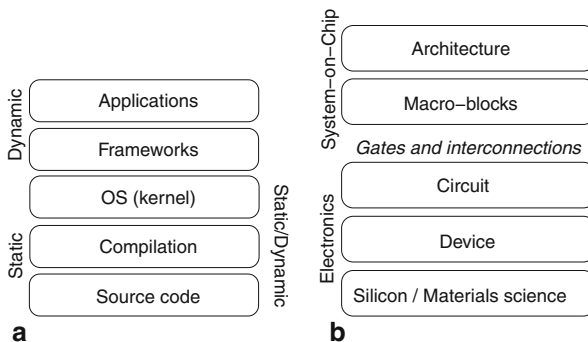 Dynamic
Applications
Frameworks
OS (kernel)
Static
Compilation
Source code
Static/Dynamic
a
System−on−Chip
Architecture
Macro−blocks
Gates and interconnections
Electronics
Circuit
Device
Silicon / Materials science
b